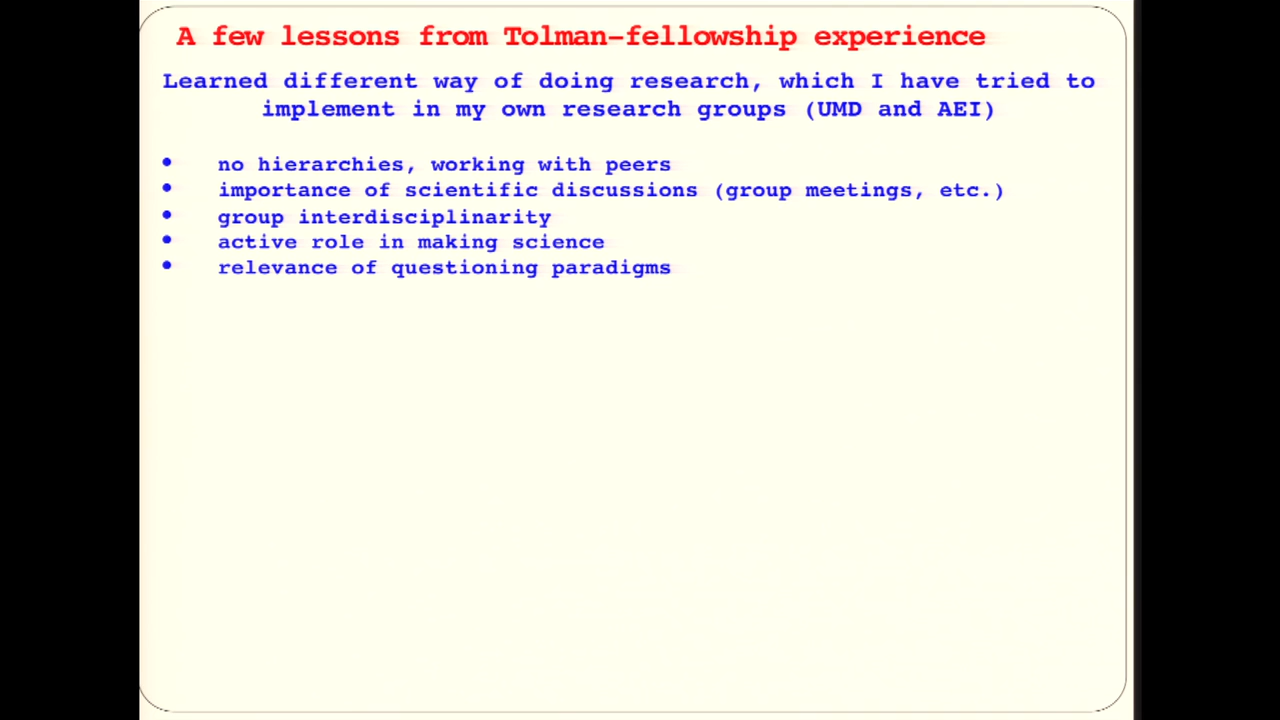 A few lessons from Tolman-fellowship experience
Learned different way of doing research, which I have tried to
implement in my own research groups (UMD and AEI)
• no hierarchies, working with peers
• importance of scientific discussions (group meetings, etc.)
• group interdisciplinarity
• active role in making science
• relevance of questioning paradigms